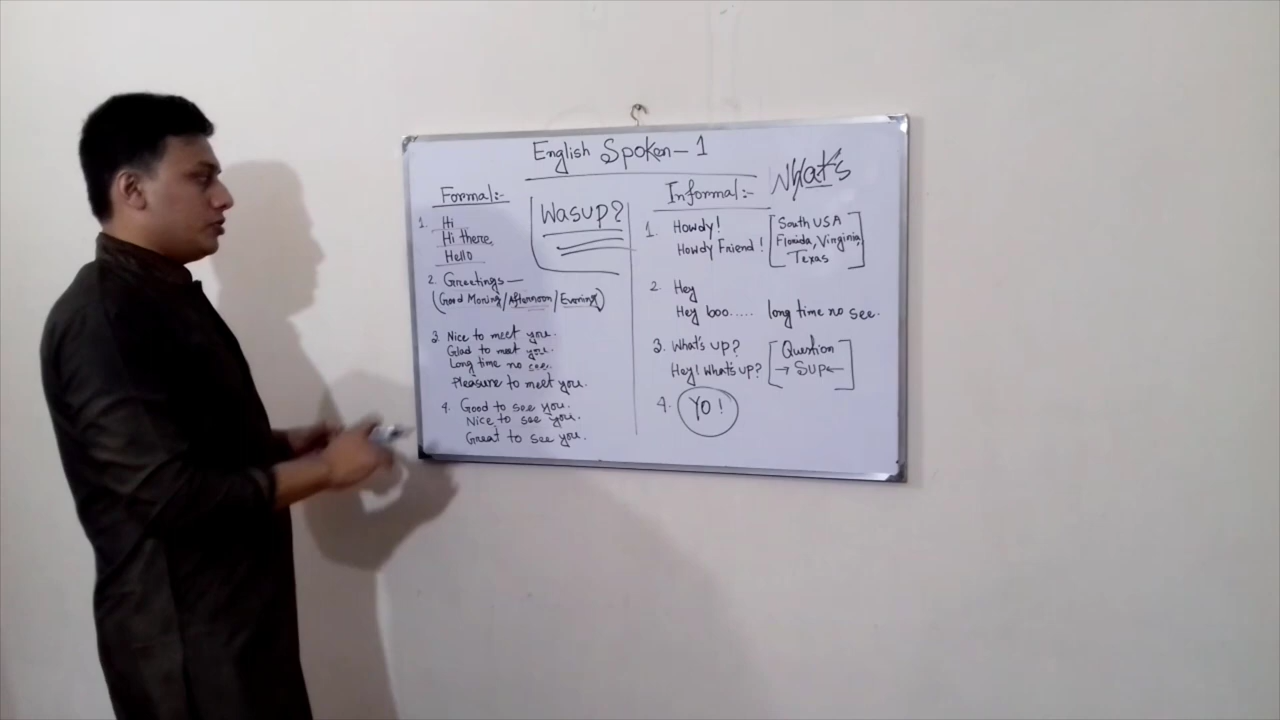 English Spoken-1
Formal:-
1. Hi
Hi there,
Hello
2. Greetings—
(Good Morning/Afternoon/Evening)
3. Nice to meet you.
Glad to meet you.
Long time no see.
Pleasure to meet you.
4. Good to see you.
Nice to see you.
Great to see you.
Wasup?
Informal:-
What's
1. Howdy!
Howdy Friend!
[South USA
Florida, Virginia,
Texas]
2 Hey
Hey boo..... long time no see.
3. What's up?
Hey! What's up?
[Question
→ Sup←]
4. YO!